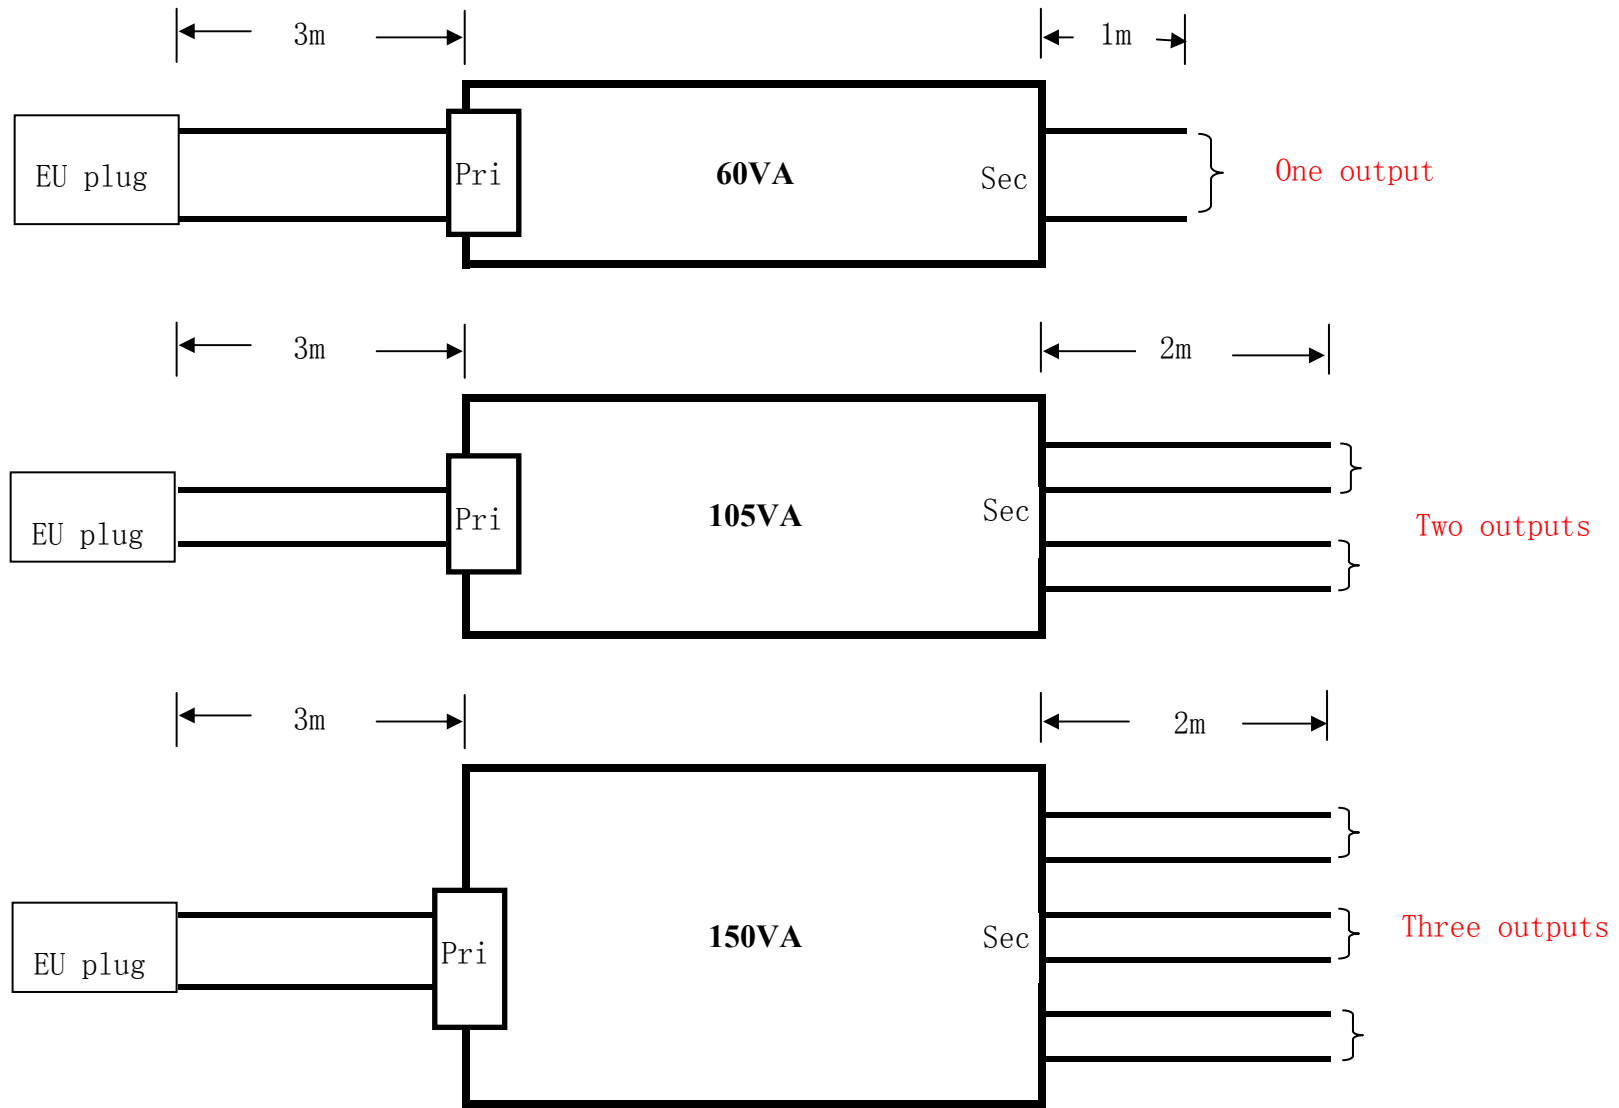 3m
1m
EU plug
Pri
60VA
Sec
One output
3m
2m
EU plug
Pri
105VA
Sec
Two outputs
3m
2m
EU plug
Pri
150VA
Sec
Three outputs